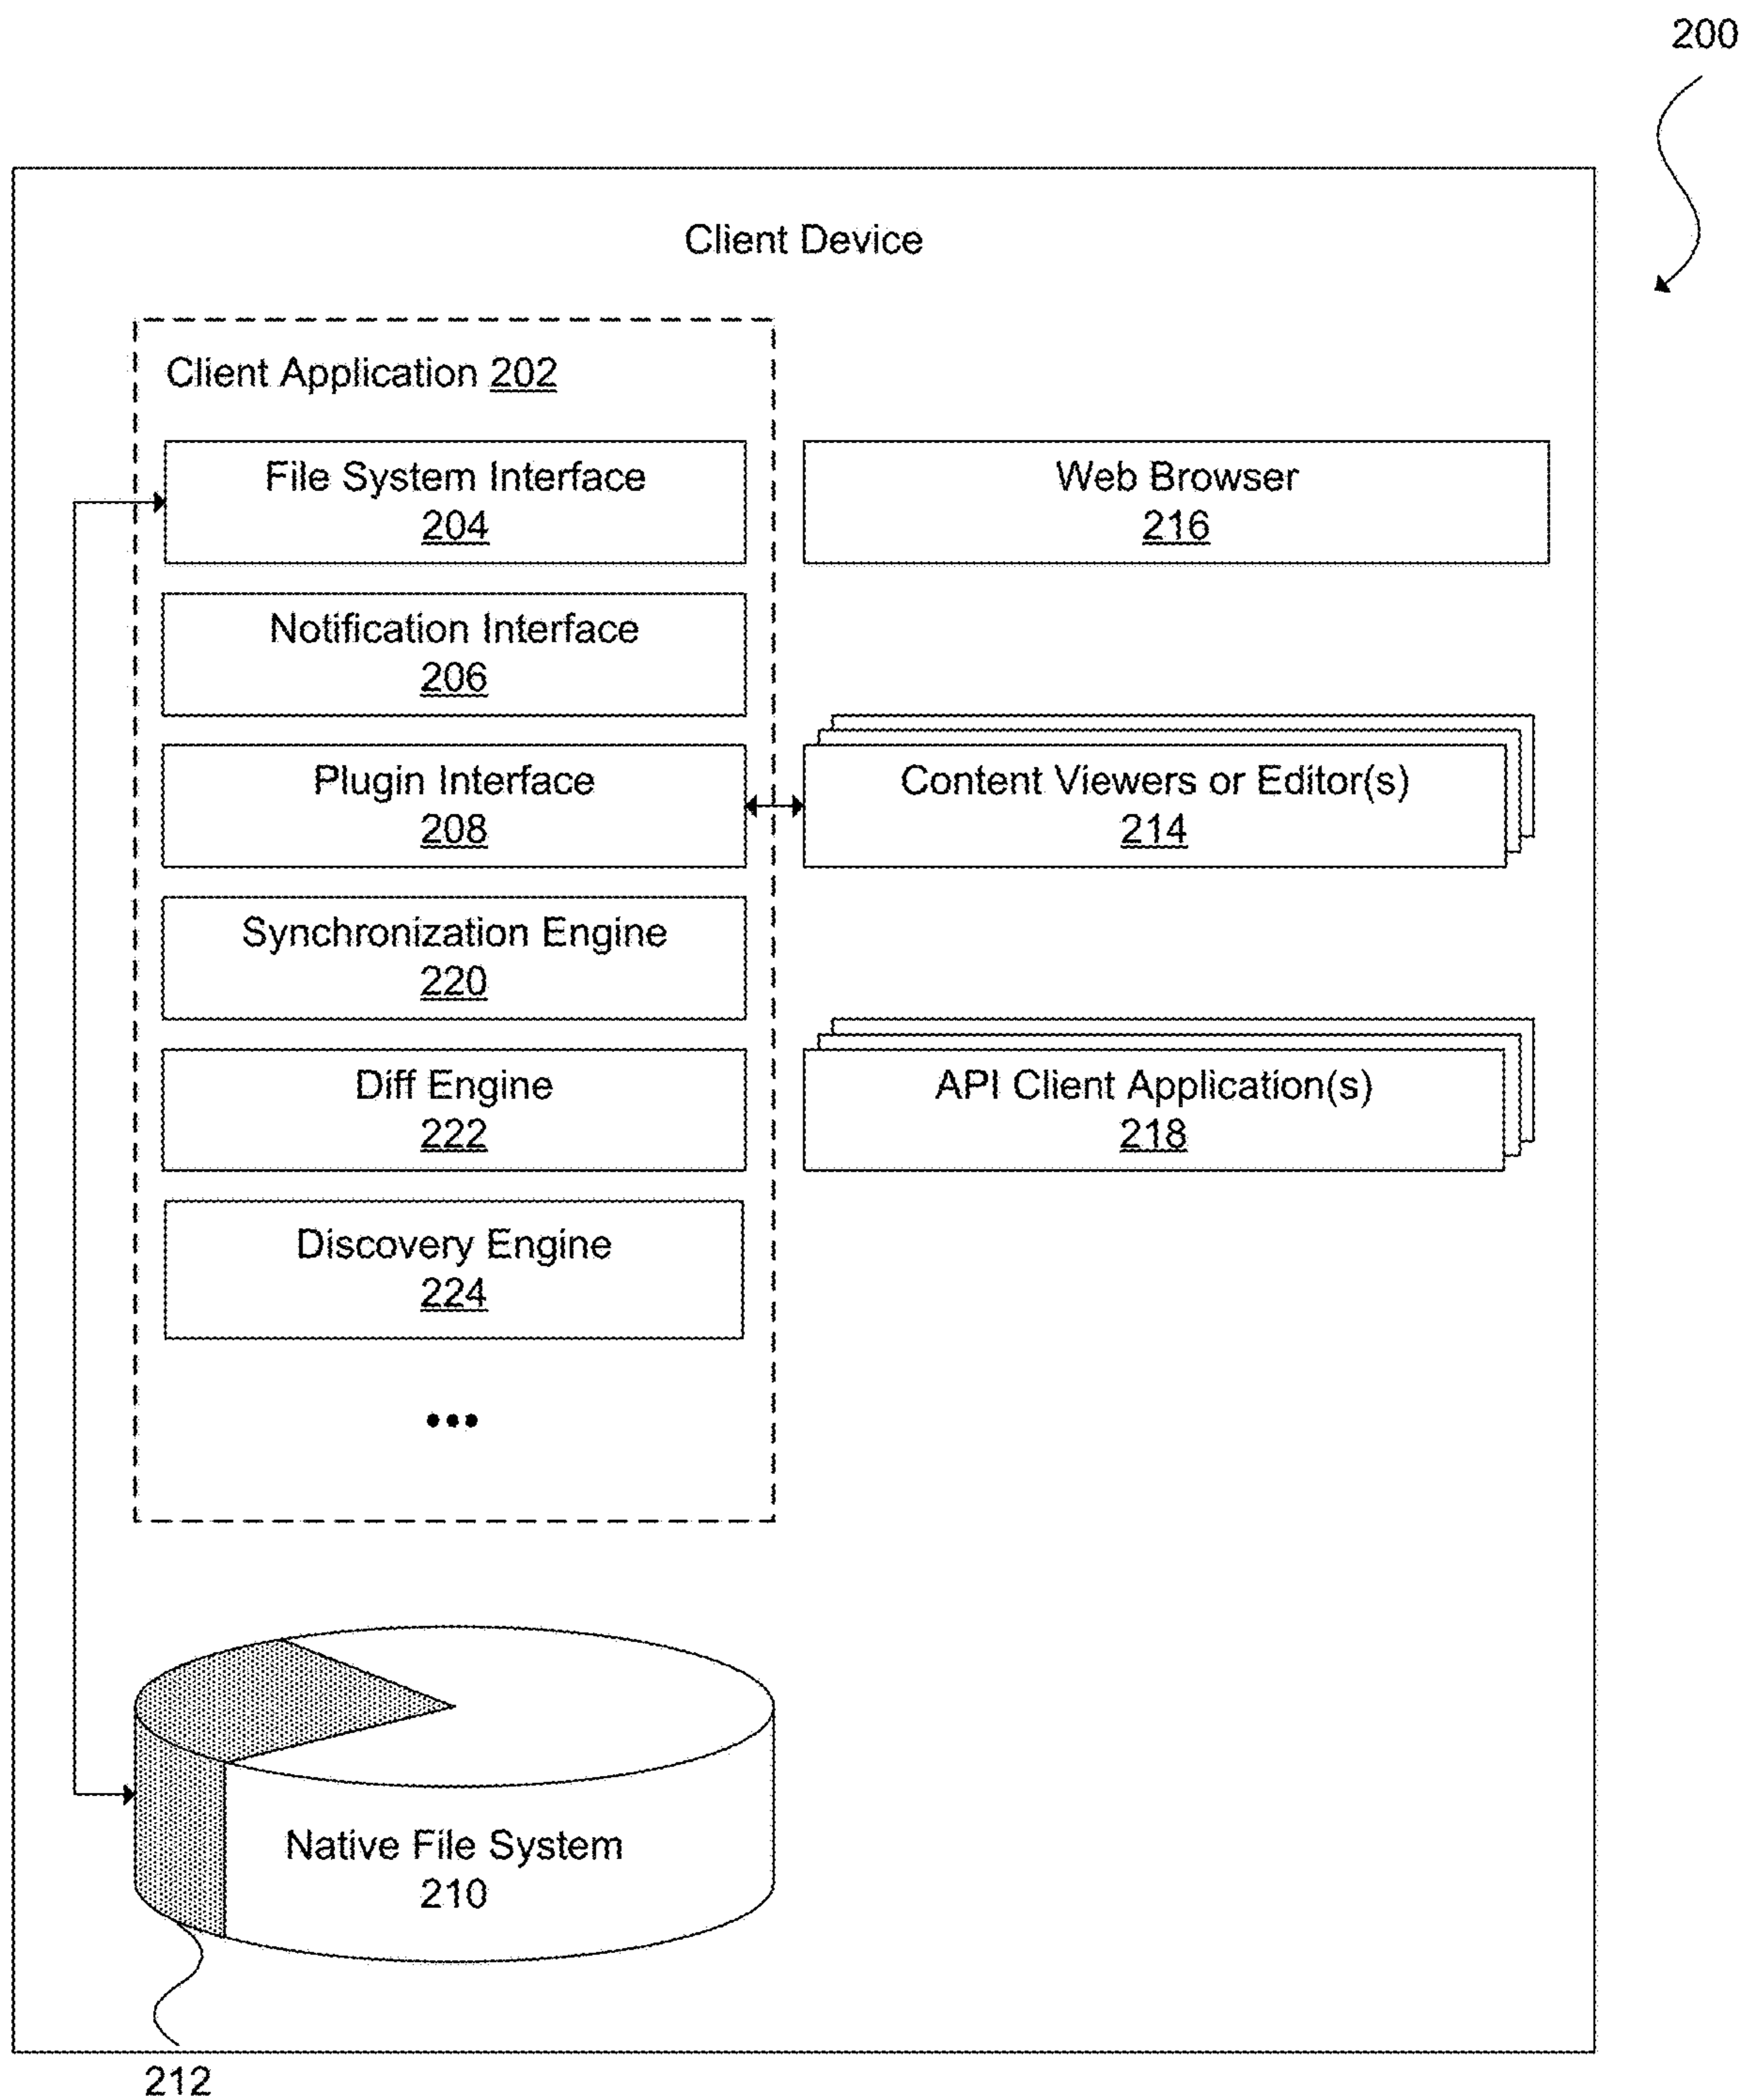 200
Client Device
Client Application 202
File System Interface
204
Web Browser
216
Notification Interface
206
Plugin Interface
208
Content Viewers or Editor(s)
214
Synchronization Engine
220
Diff Engine
222
API Client Application(s)
218
Discovery Engine
224
•••
Native File System
210
212